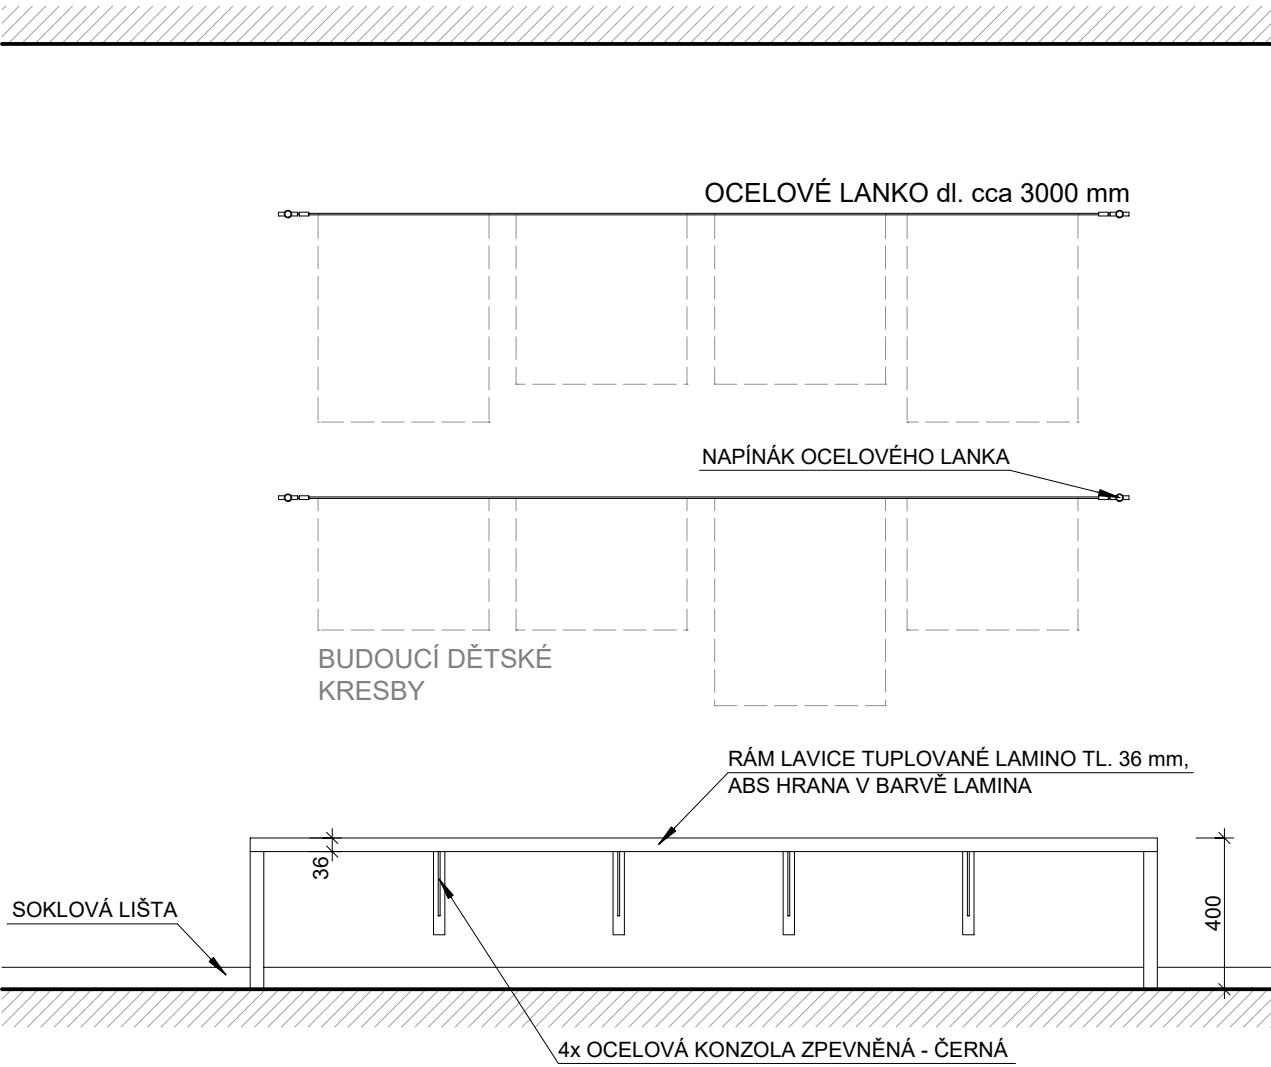 OCELOVÉ LANKO dl. cca 3000 mm
NAPÍNÁK OCELOVÉHO LANKA
BUDOUCÍ DĚTSKÉ
KRESBY
RÁM LAVICE TUPLOVANÉ LAMINO TL. 36 mm,
ABS HRANA V BARVĚ LAMINA
36
400
SOKLOVÁ LIŠTA
4x OCELOVÁ KONZOLA ZPEVNĚNÁ - ČERNÁ